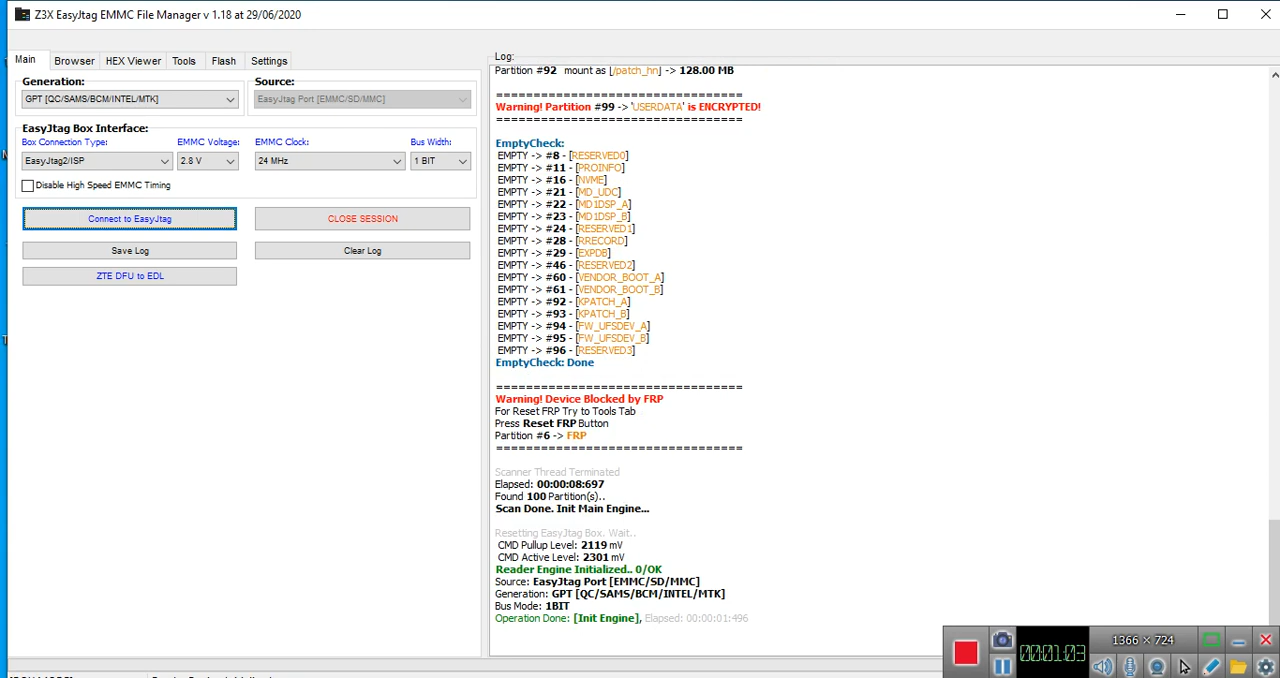 Z3X EasyJtag EMMC File Manager v 1.18 at 29/06/2020
Main Browser HEX Viewer Tools Flash Settings
Generation: Source:
GPT [QC/SAMS/BCM/INTEL/MTK] EasyJtag Port [EMMC/SD/MMC]
EasyJtag Box Interface:
Box Connection Type: EMMC Voltage: EMMC Clock: Bus Width:
EasyJtag2/ISP 2.8 V 24 MHz 1 BIT
Disable High Speed EMMC Timing
Connect to EasyJtag CLOSE SESSION
Save Log Clear Log
ZTE DFU to EDL
Log:
Partition #92 mount as [/patch_hn] -> 128.00 MB
==================================
Warning! Partition #99 -> 'USERDATA' is ENCRYPTED!
==================================
EmptyCheck:
EMPTY -> #8 - [RESERVED0]
EMPTY -> #11 - [PROINFO]
EMPTY -> #16 - [NVME]
EMPTY -> #21 - [MD_UDC]
EMPTY -> #22 - [MD1DSP_A]
EMPTY -> #23 - [MD1DSP_B]
EMPTY -> #24 - [RESERVED1]
EMPTY -> #28 - [RRECORD]
EMPTY -> #29 - [EXPDB]
EMPTY -> #46 - [RESERVED2]
EMPTY -> #60 - [VENDOR_BOOT_A]
EMPTY -> #61 - [VENDOR_BOOT_B]
EMPTY -> #92 - [KPATCH_A]
EMPTY -> #93 - [KPATCH_B]
EMPTY -> #94 - [FW_UFSDEV_A]
EMPTY -> #95 - [FW_UFSDEV_B]
EMPTY -> #96 - [RESERVED3]
EmptyCheck: Done
==================================
Warning! Device Blocked by FRP
For Reset FRP Try to Tools Tab
Press Reset FRP Button
Partition #6 -> FRP
==================================
Scanner Thread Terminated
Elapsed: 00:00:08:697
Found 100 Partition(s)..
Scan Done. Init Main Engine...
Resetting EasyJtag Box. Wait..
CMD Pullup Level: 2119 mV
CMD Active Level: 2301 mV
Reader Engine Initialized.. 0/OK
Source: EasyJtag Port [EMMC/SD/MMC]
Generation: GPT [QC/SAMS/BCM/INTEL/MTK]
Bus Mode: 1BIT
Operation Done: [Init Engine], Elapsed: 00:00:01:496
00:01:03
1366 × 724